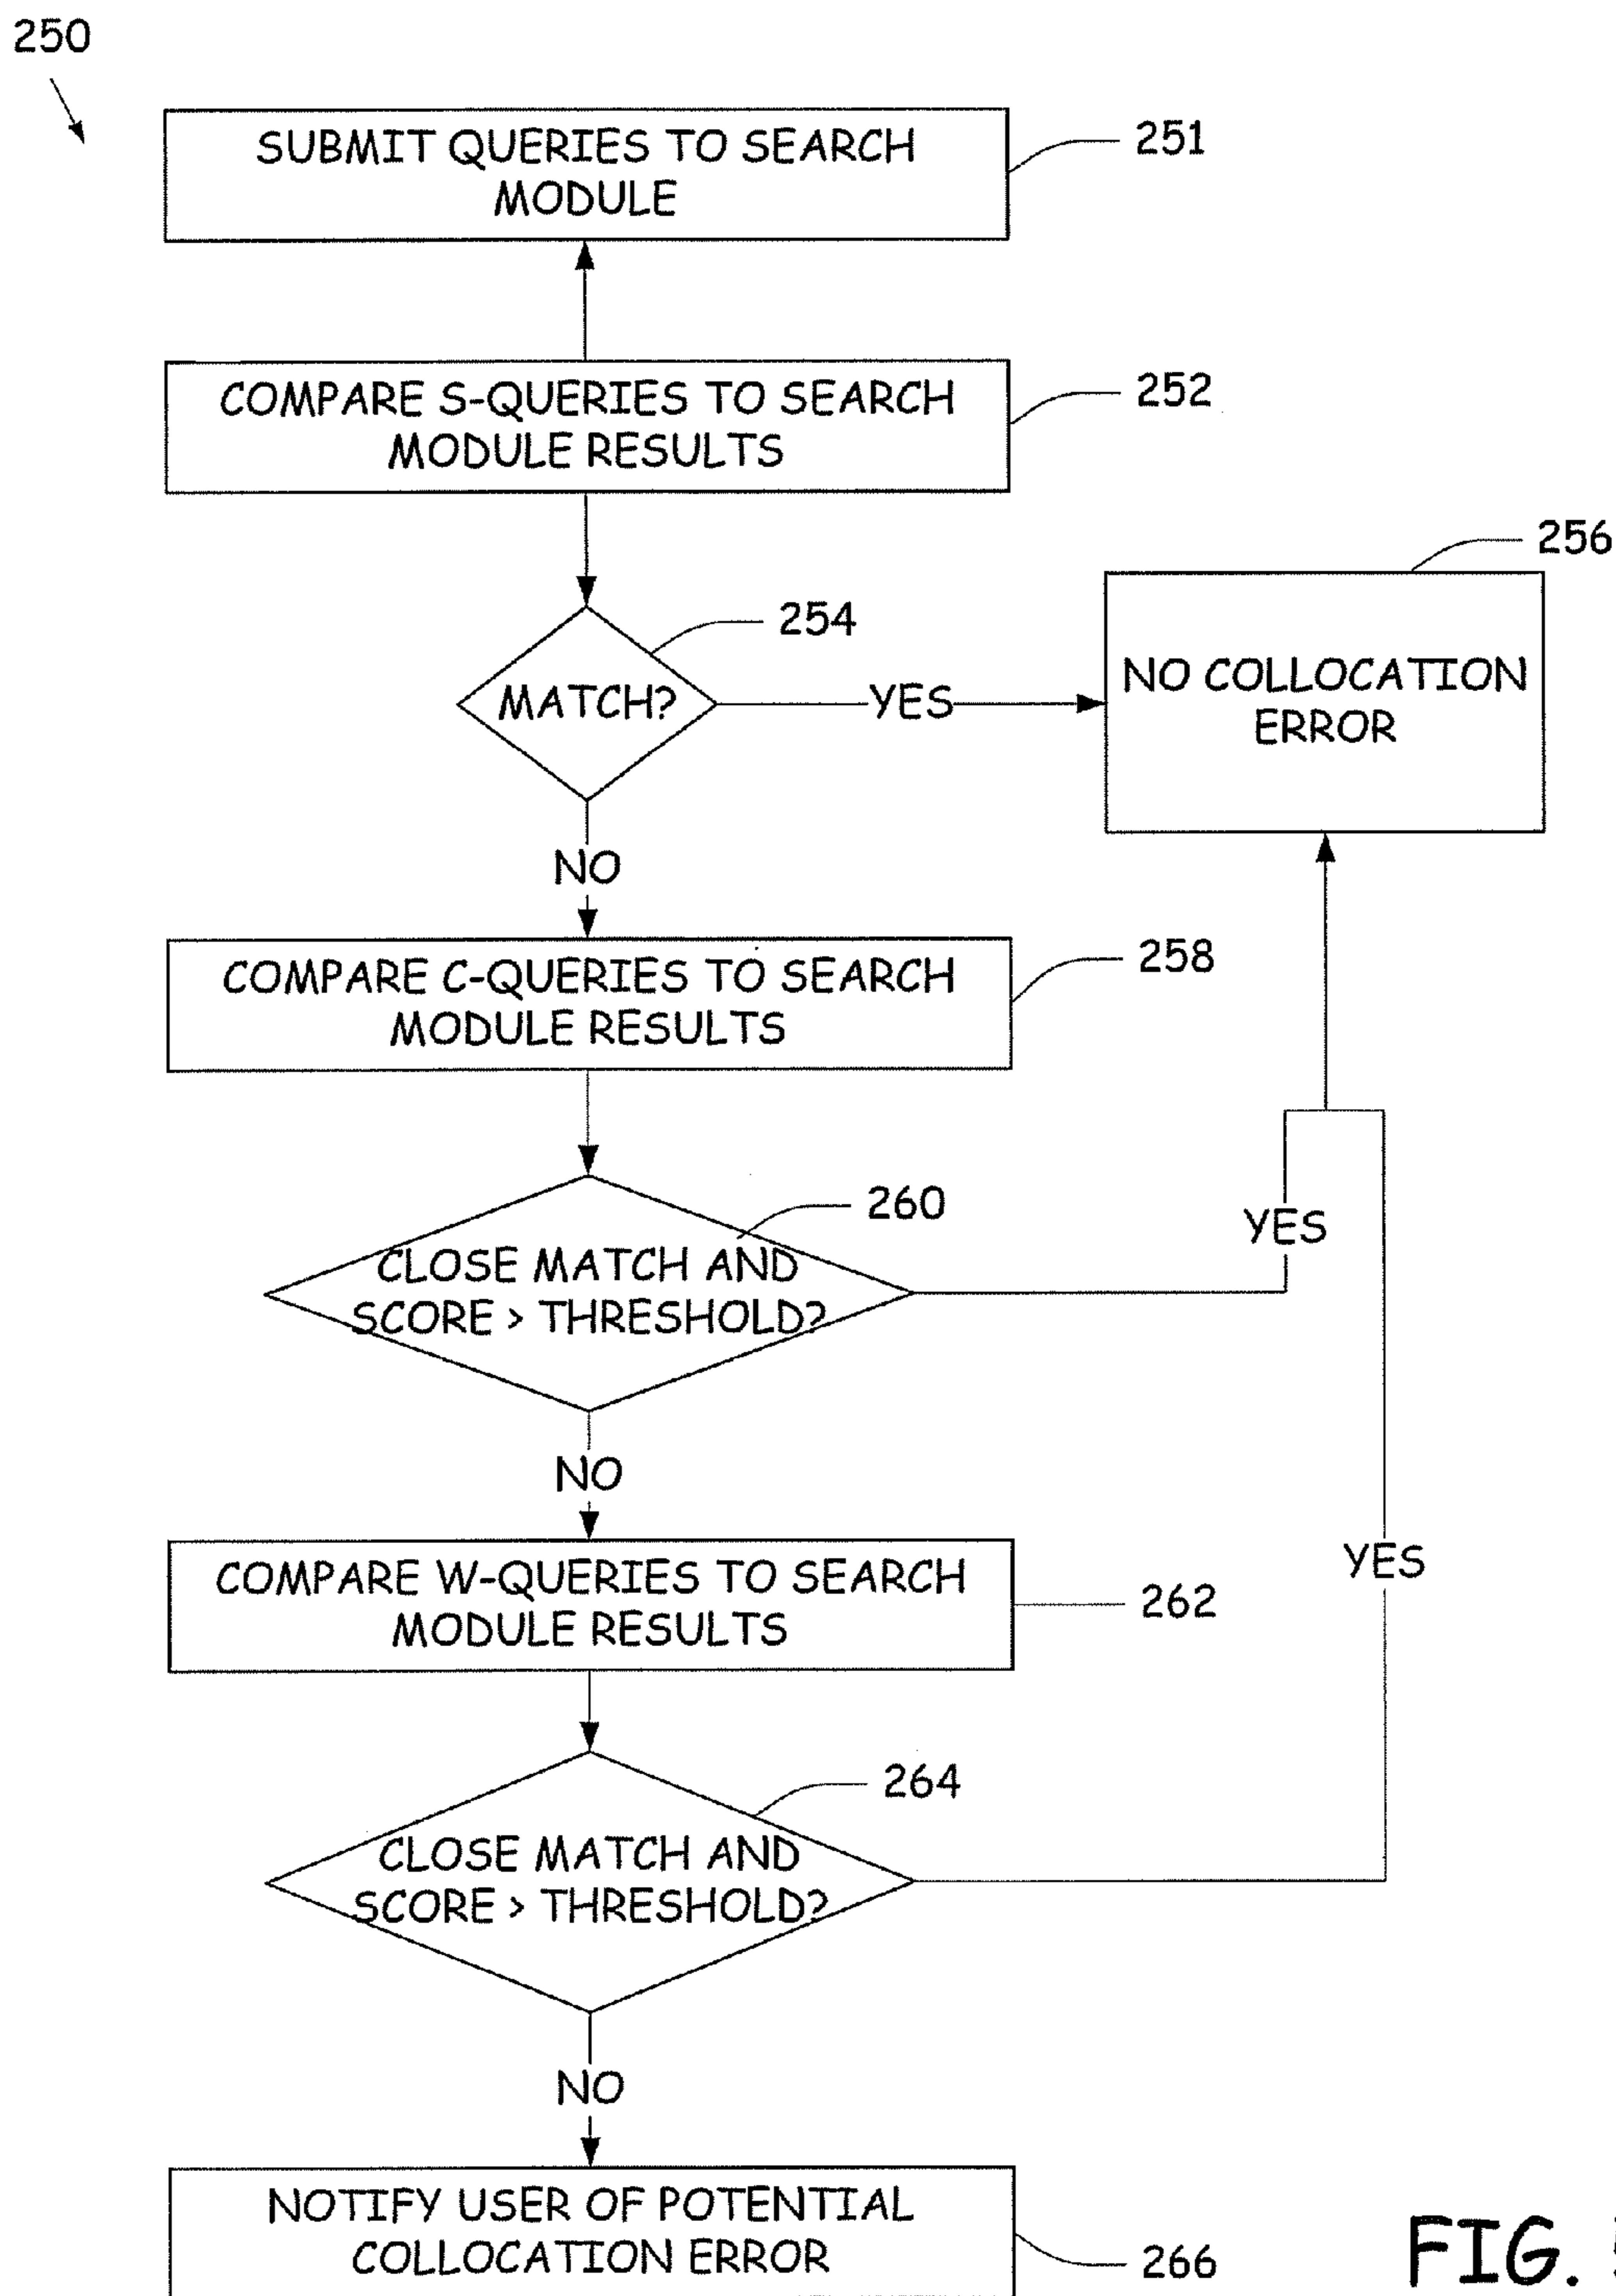 250
SUBMIT QUERIES TO SEARCH
MODULE
251
COMPARE S-QUERIES TO SEARCH
MODULE RESULTS
252
256
NO COLLOCATION
ERROR
254
MATCH?
YES
NO
COMPARE C-QUERIES TO SEARCH
MODULE RESULTS
258
260
CLOSE MATCH AND
SCORE > THRESHOLD?
YES
NO
COMPARE W-QUERIES TO SEARCH
MODULE RESULTS
262
YES
264
CLOSE MATCH AND
SCORE > THRESHOLD?
NO
NOTIFY USER OF POTENTIAL
COLLOCATION ERROR
266
FIG.